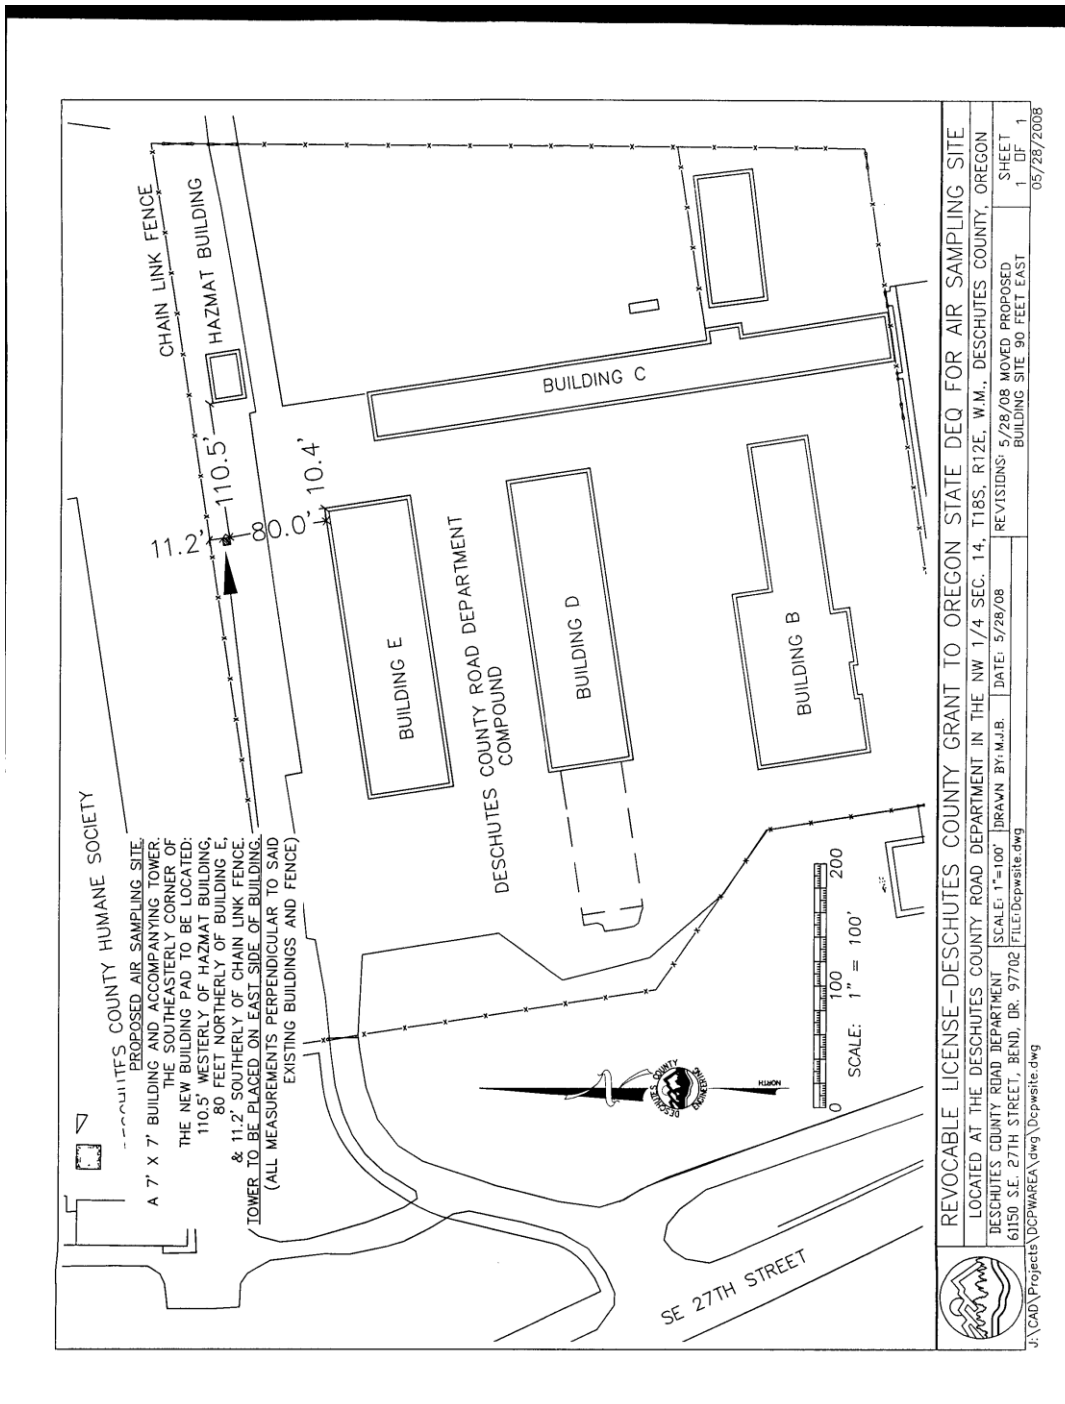 DESCHUTES COUNTY HUMANE SOCIETY
PROPOSED AIR SAMPLING SITE
A 7' X 7' BUILDING AND ACCOMPANYING TOWER.
THE SOUTHEASTERLY CORNER OF
THE NEW BUILDING PAD TO BE LOCATED:
110.5' WESTERLY OF HAZMAT BUILDING,
80 FEET NORTHERLY OF BUILDING E,
& 11.2' SOUTHERLY OF CHAIN LINK FENCE.
TOWER TO BE PLACED ON EAST SIDE OF BUILDING.
(ALL MEASUREMENTS PERPENDICULAR TO SAID
EXISTING BUILDINGS AND FENCE)
CHAIN LINK FENCE
HAZMAT BUILDING
11.2'
110.5'
80.0'
10.4'
BUILDING E
DESCHUTES COUNTY ROAD DEPARTMENT
COMPOUND
BUILDING D
BUILDING C
BUILDING B
DESCHUTES COUNTY
ENGINEERING
NORTH
0 100 200
SCALE: 1" = 100'
SE 27TH STREET
REVOCABLE LICENSE-DESCHUTES COUNTY GRANT TO OREGON STATE DEQ FOR AIR SAMPLING SITE
LOCATED AT THE DESCHUTES COUNTY ROAD DEPARTMENT IN THE NW 1/4 SEC. 14, T18S, R12E, W.M., DESCHUTES COUNTY, OREGON
DESCHUTES COUNTY ROAD DEPARTMENT
61150 S.E. 27TH STREET, BEND, OR. 97702
SCALE: 1"=100'
DRAWN BY: M.J.B.
DATE: 5/28/08
FILE: Dcpwsite.dwg
REVISIONS: 5/28/08 MOVED PROPOSED
BUILDING SITE 90 FEET EAST
SHEET
1 OF 1
J:\CAD\Projects\DCPWAREA\dwg\Dcpwsite.dwg
05/28/2008